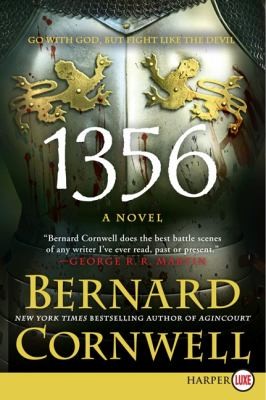 GO WITH GOD, BUT FIGHT LIKE THE DEVIL
1356
A NOVEL
"Bernard Cornwell does the best battle scenes
of any writer I've ever read, past or present."
—GEORGE R. R. MARTIN
BERNARD
NEW YORK TIMES BESTSELLING AUTHOR OF AGINCOURT
CORNWELL
HARPER LUXE